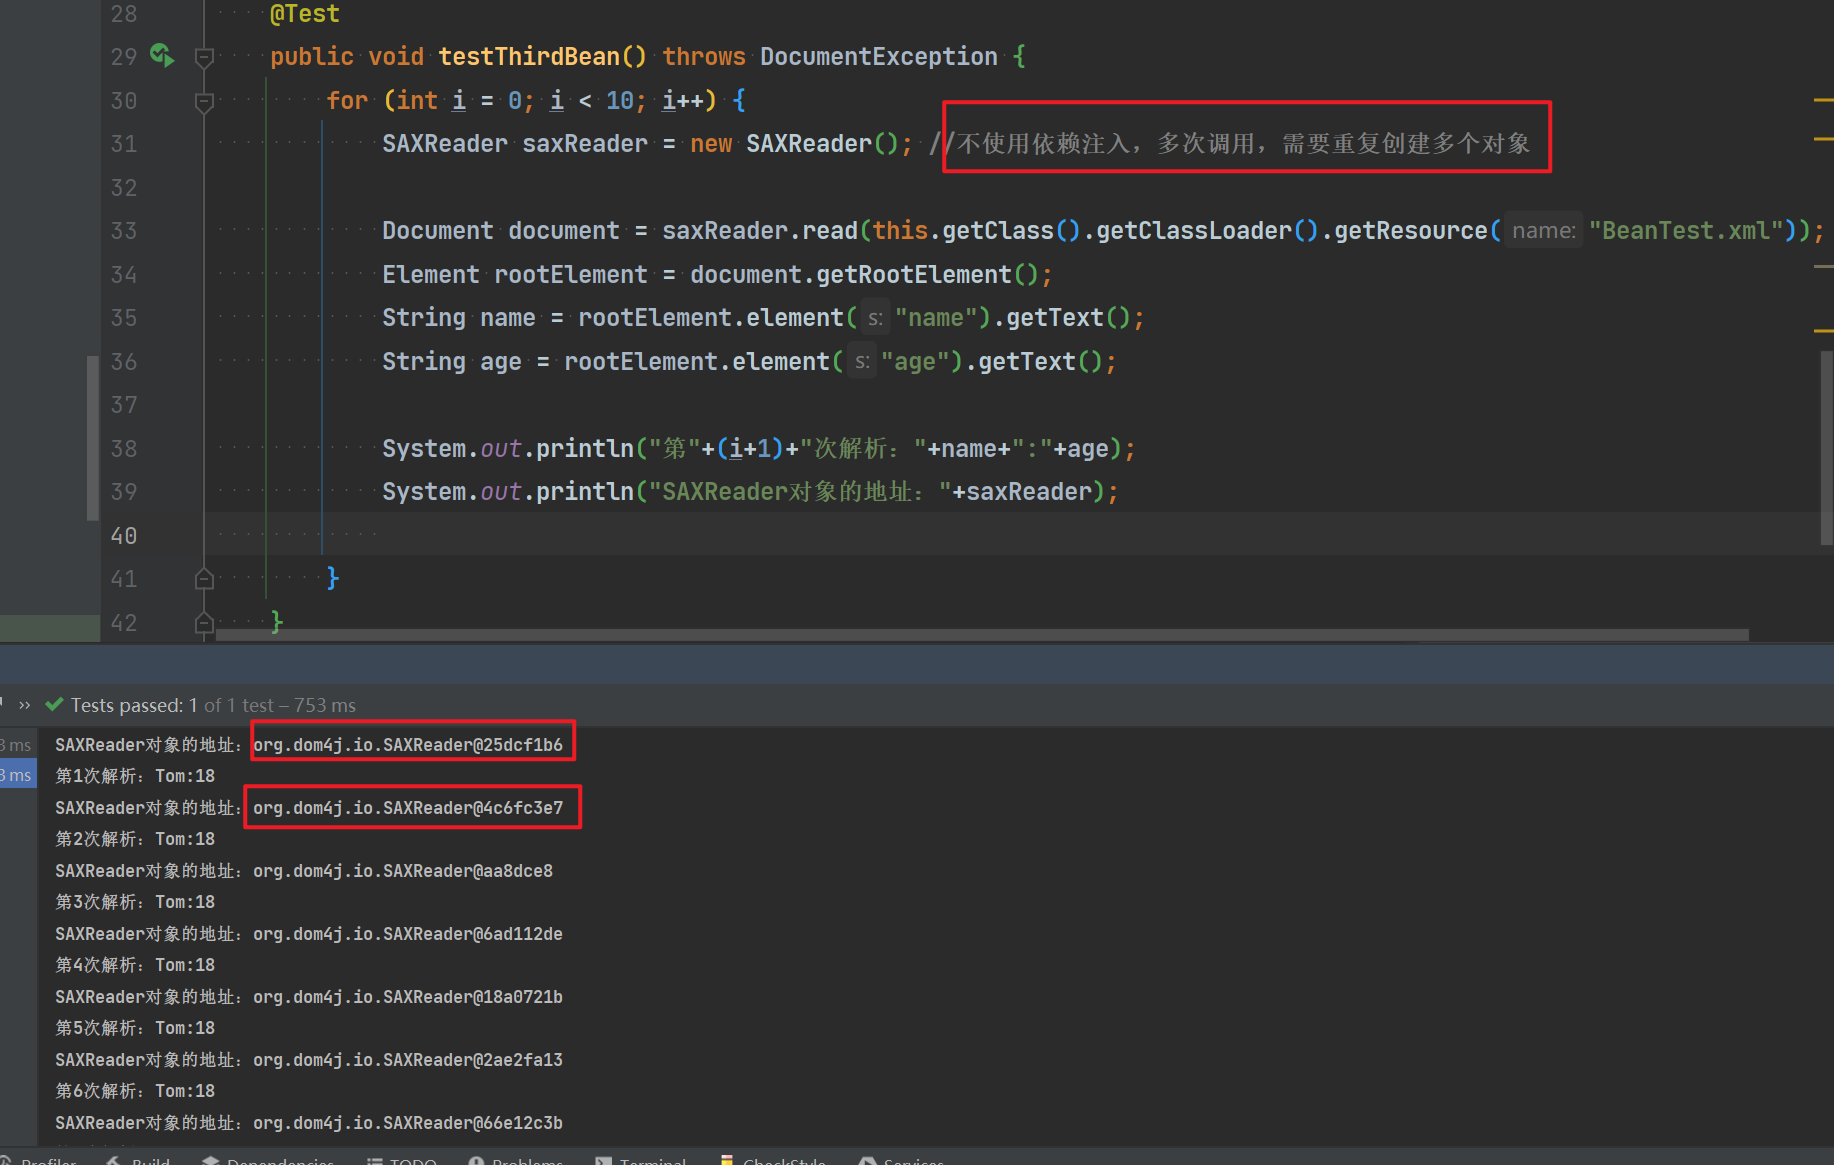 28 @Test
29 public void testThirdBean() throws DocumentException {
30 for (int i = 0; i < 10; i++) {
31 SAXReader saxReader = new SAXReader(); //不使用依赖注入，多次调用，需要重复创建多个对象
32
33 Document document = saxReader.read(this.getClass().getClassLoader().getResource( name: "BeanTest.xml"));
34 Element rootElement = document.getRootElement();
35 String name = rootElement.element( s: "name").getText();
36 String age = rootElement.element( s: "age").getText();
37
38 System.out.println("第"+(i+1)+"次解析："+name+":"+age);
39 System.out.println("SAXReader对象的地址："+saxReader);
40
41 }
42 }
» Tests passed: 1 of 1 test – 753 ms
3 ms SAXReader对象的地址：org.dom4j.io.SAXReader@25dcf1b6
3 ms 第1次解析：Tom:18
SAXReader对象的地址：org.dom4j.io.SAXReader@4c6fc3e7
第2次解析：Tom:18
SAXReader对象的地址：org.dom4j.io.SAXReader@aa8dce8
第3次解析：Tom:18
SAXReader对象的地址：org.dom4j.io.SAXReader@6ad112de
第4次解析：Tom:18
SAXReader对象的地址：org.dom4j.io.SAXReader@18a0721b
第5次解析：Tom:18
SAXReader对象的地址：org.dom4j.io.SAXReader@2ae2fa13
第6次解析：Tom:18
SAXReader对象的地址：org.dom4j.io.SAXReader@66e12c3b
Profiler Build Dependencies TODO Problems Terminal CheckStyle Services